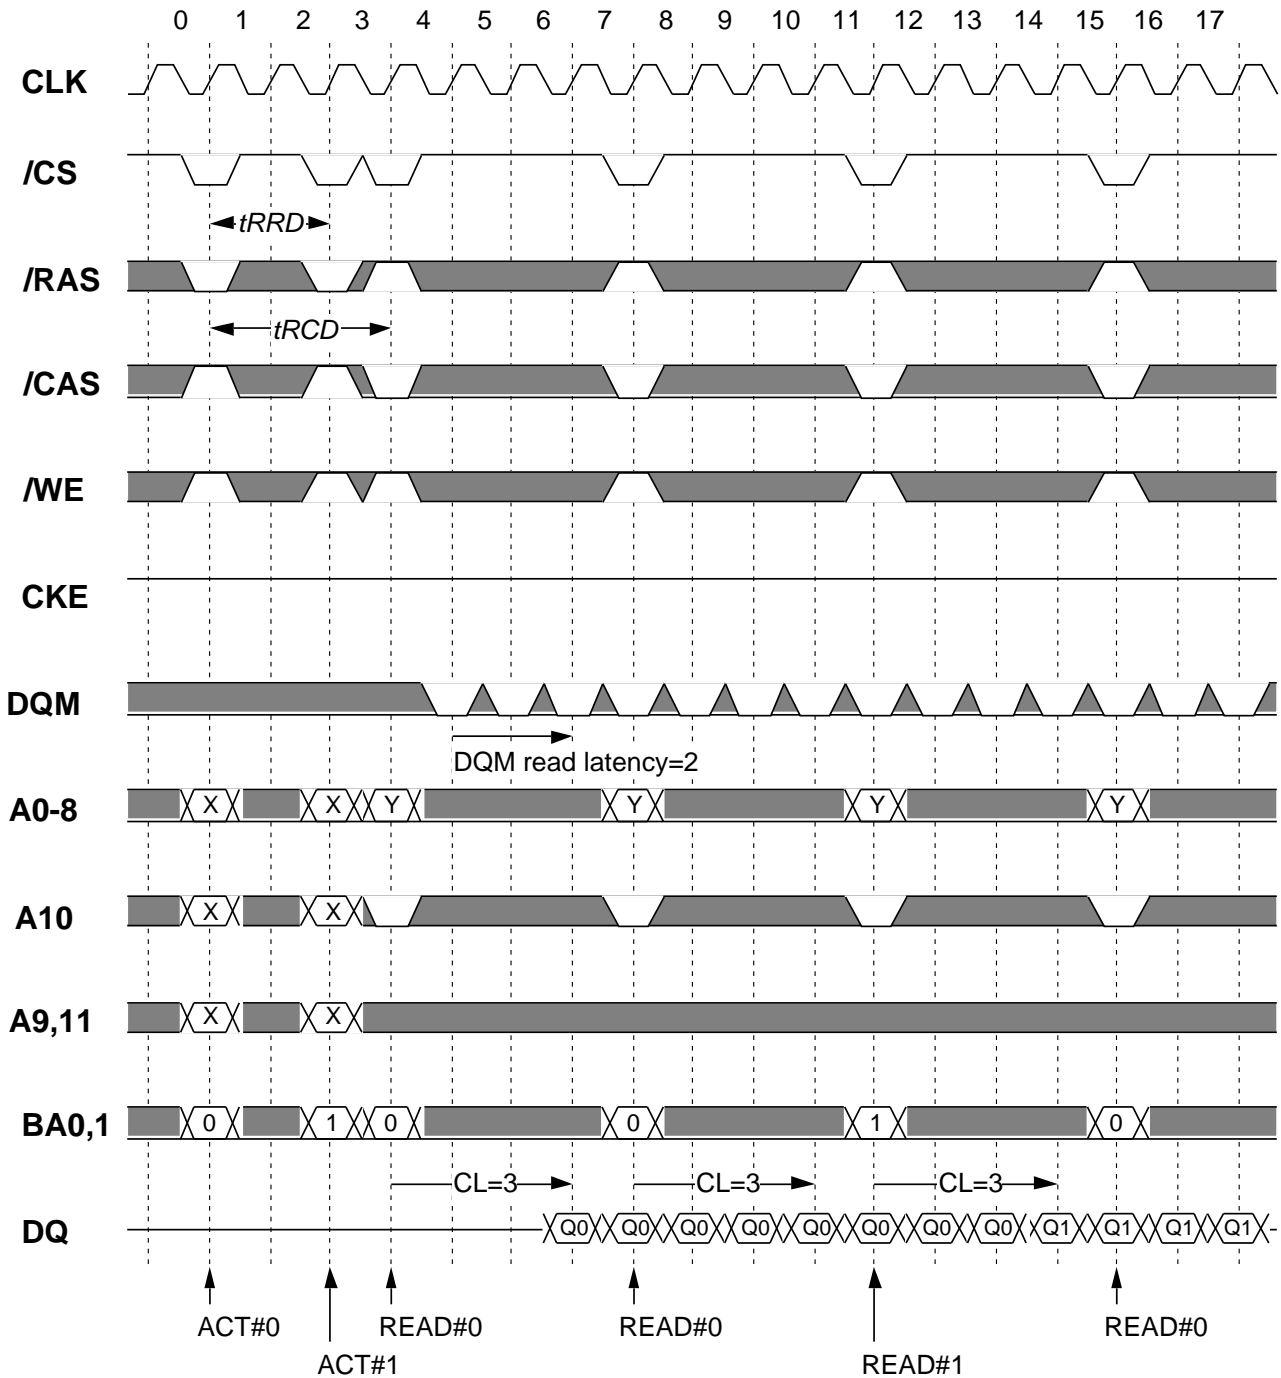 0 1 2 3 4 5 6 7 8 9 10 11 12 13 14 15 16 17
CLK
/CS
tRRD
/RAS
tRCD
/CAS
/WE
CKE
DQM
DQM read latency=2
A0-8 X X Y Y Y Y
A10 X X
A9,11 X X
BA0,1 0 1 0 0 1 0
CL=3 CL=3 CL=3
DQ Q0 Q0 Q0 Q0 Q0 Q0 Q0 Q0 Q1 Q1 Q1 Q1
ACT#0 READ#0 READ#0 READ#0
ACT#1 READ#1